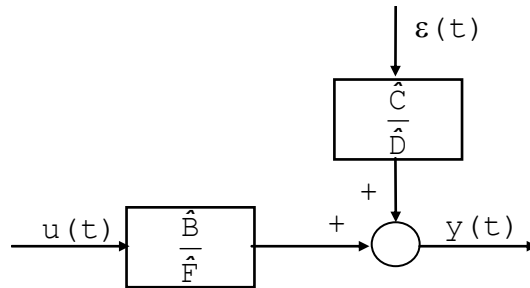 ε(t)
Ĉ
D̂
+
u(t)
B̂
F̂
+
y(t)